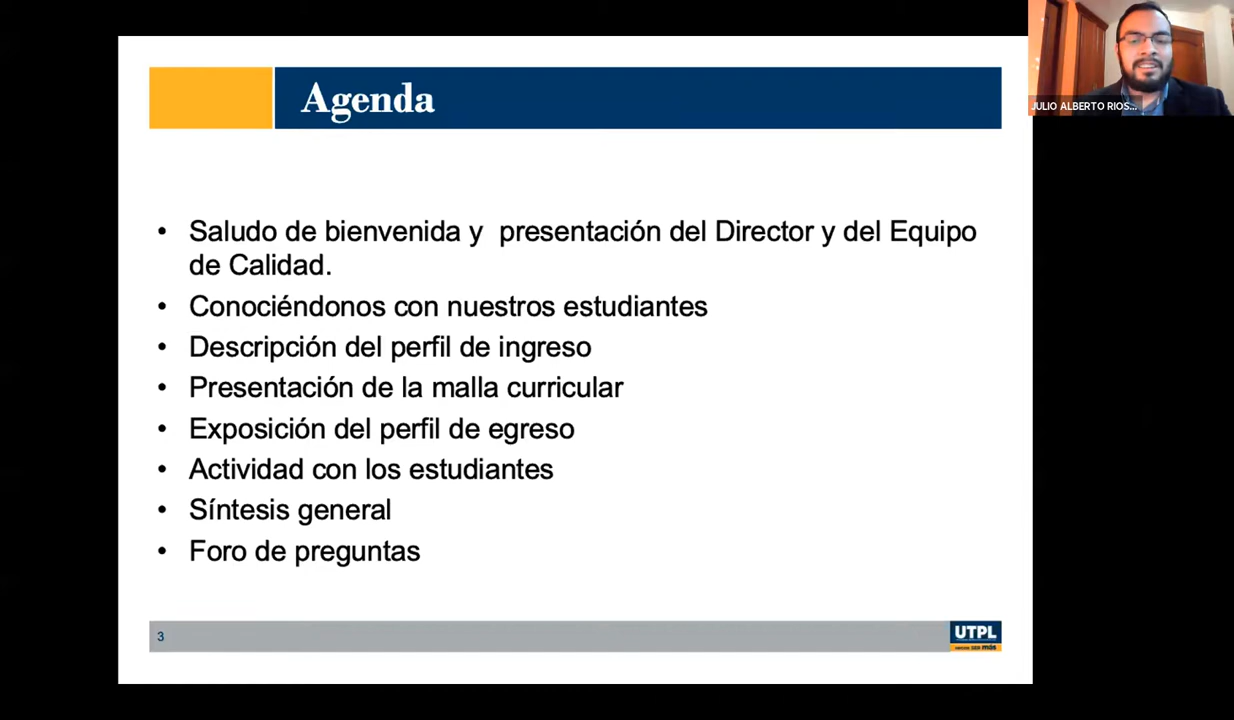 Agenda
JULIO ALBERTO RIOS...
• Saludo de bienvenida y presentación del Director y del Equipo
de Calidad.
• Conociéndonos con nuestros estudiantes
• Descripción del perfil de ingreso
• Presentación de la malla curricular
• Exposición del perfil de egreso
• Actividad con los estudiantes
• Síntesis general
• Foro de preguntas
3
UTPL
SER más